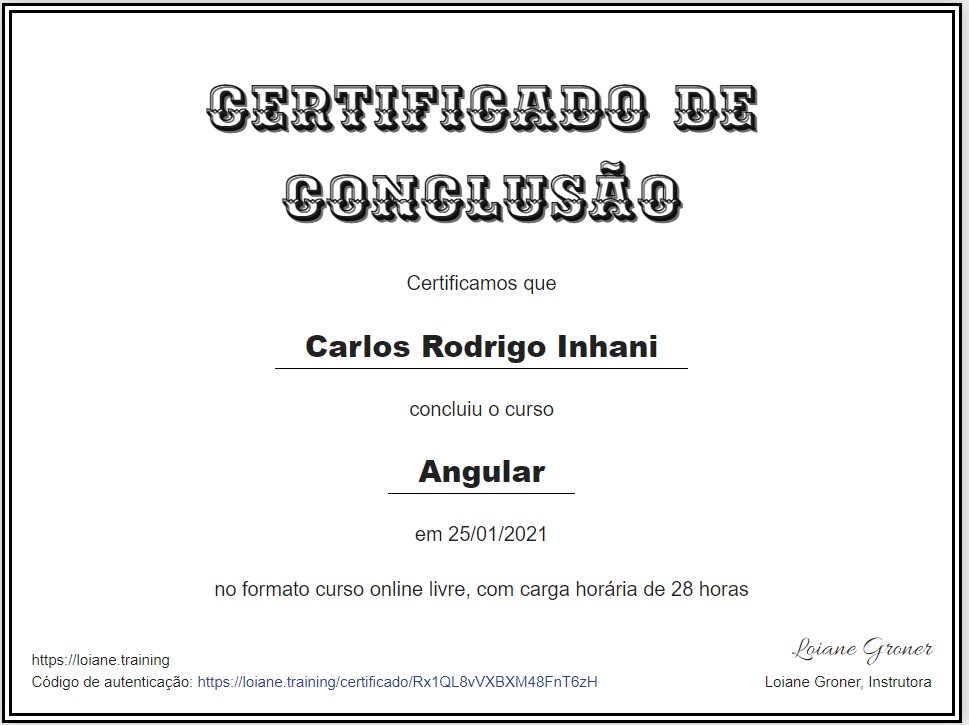 CERTIFICADO DE
CONCLUSÃO
Certificamos que
Carlos Rodrigo Inhani
concluiu o curso
Angular
em 25/01/2021
no formato curso online livre, com carga horária de 28 horas
Loiane Groner
https://loiane.training
Código de autenticação: https://loiane.training/certificado/Rx1QL8vVXBXM48FnT6zH
Loiane Groner, Instrutora